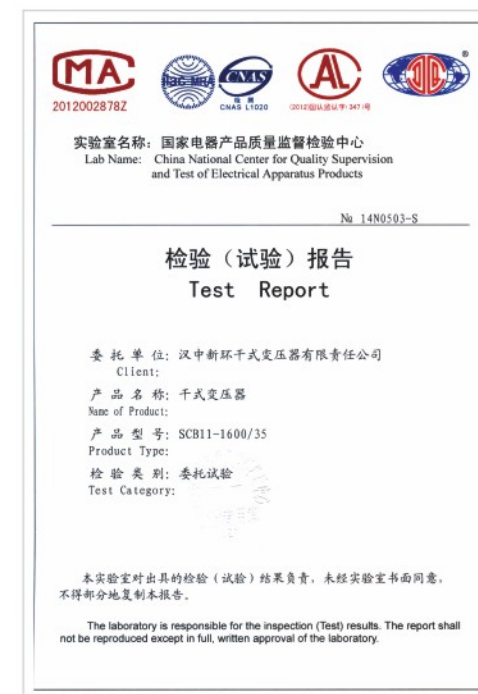 MA
2012002878Z
ilac-MRA
CNAS
检 测
CNAS L1020
AL
(2012)国认监认字(347)号
®
实验室名称：国家电器产品质量监督检验中心
Lab Name: China National Center for Quality Supervision
and Test of Electrical Apparatus Products
№ 14N0503-S
检验（试验）报告
Test Report
委 托 单 位: 汉中新环干式变压器有限责任公司
Client:
产 品 名 称: 干式变压器
Name of Product:
产 品 型 号: SCB11-1600/35
Product Type:
检 验 类 别: 委托试验
Test Category:
本实验室对出具的检验（试验）结果负责，未经实验室书面同意，
不得部分地复制本报告。
The laboratory is responsible for the inspection (Test) results. The report shall
not be reproduced except in full, written approval of the laboratory.